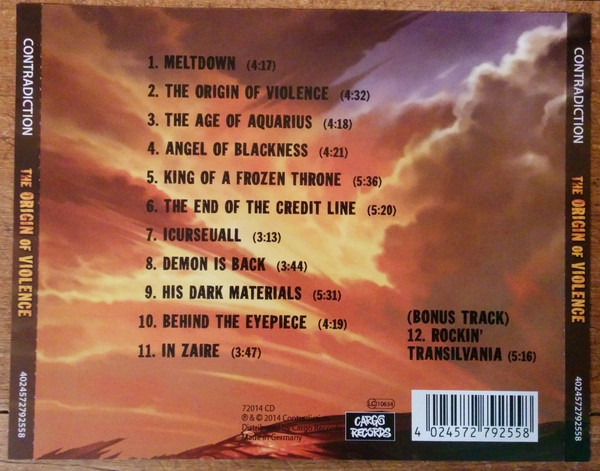 CONTRADICTION
THE ORIGIN OF VIOLENCE
4024572792558
1. MELTDOWN (4:17)
2. THE ORIGIN OF VIOLENCE (4:32)
3. THE AGE OF AQUARIUS (4:18)
4. ANGEL OF BLACKNESS (4:21)
5. KING OF A FROZEN THRONE (5:36)
6. THE END OF THE CREDIT LINE (5:20)
7. ICURSEUALL (3:13)
8. DEMON IS BACK (3:44)
9. HIS DARK MATERIALS (5:31)
10. BEHIND THE EYEPIECE (4:19)
11. IN ZAIRE (3:47)
(BONUS TRACK)
12. ROCKIN'
TRANSILVANIA (5:16)
72014 CD
℗ & © 2014
Cargo Records
Made in Germany
CARGO
RECORDS
LC 10634
4 024572 792558
CONTRADICTION
THE ORIGIN OF VIOLENCE
4024572792558